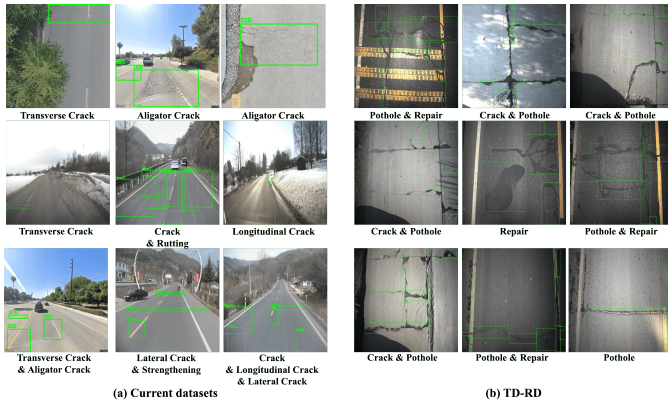 Transverse Crack
Aligator Crack
Aligator Crack
Pothole & Repair
Crack & Pothole
Crack & Pothole
Transverse Crack
Crack
& Rutting
Longitudinal Crack
Crack & Pothole
Repair
Pothole & Repair
Transverse Crack
& Aligator Crack
Lateral Crack
& Strengthening
Crack
& Longitudinal Crack
& Lateral Crack
Crack & Pothole
Pothole & Repair
Pothole
(a) Current datasets
(b) TD-RD